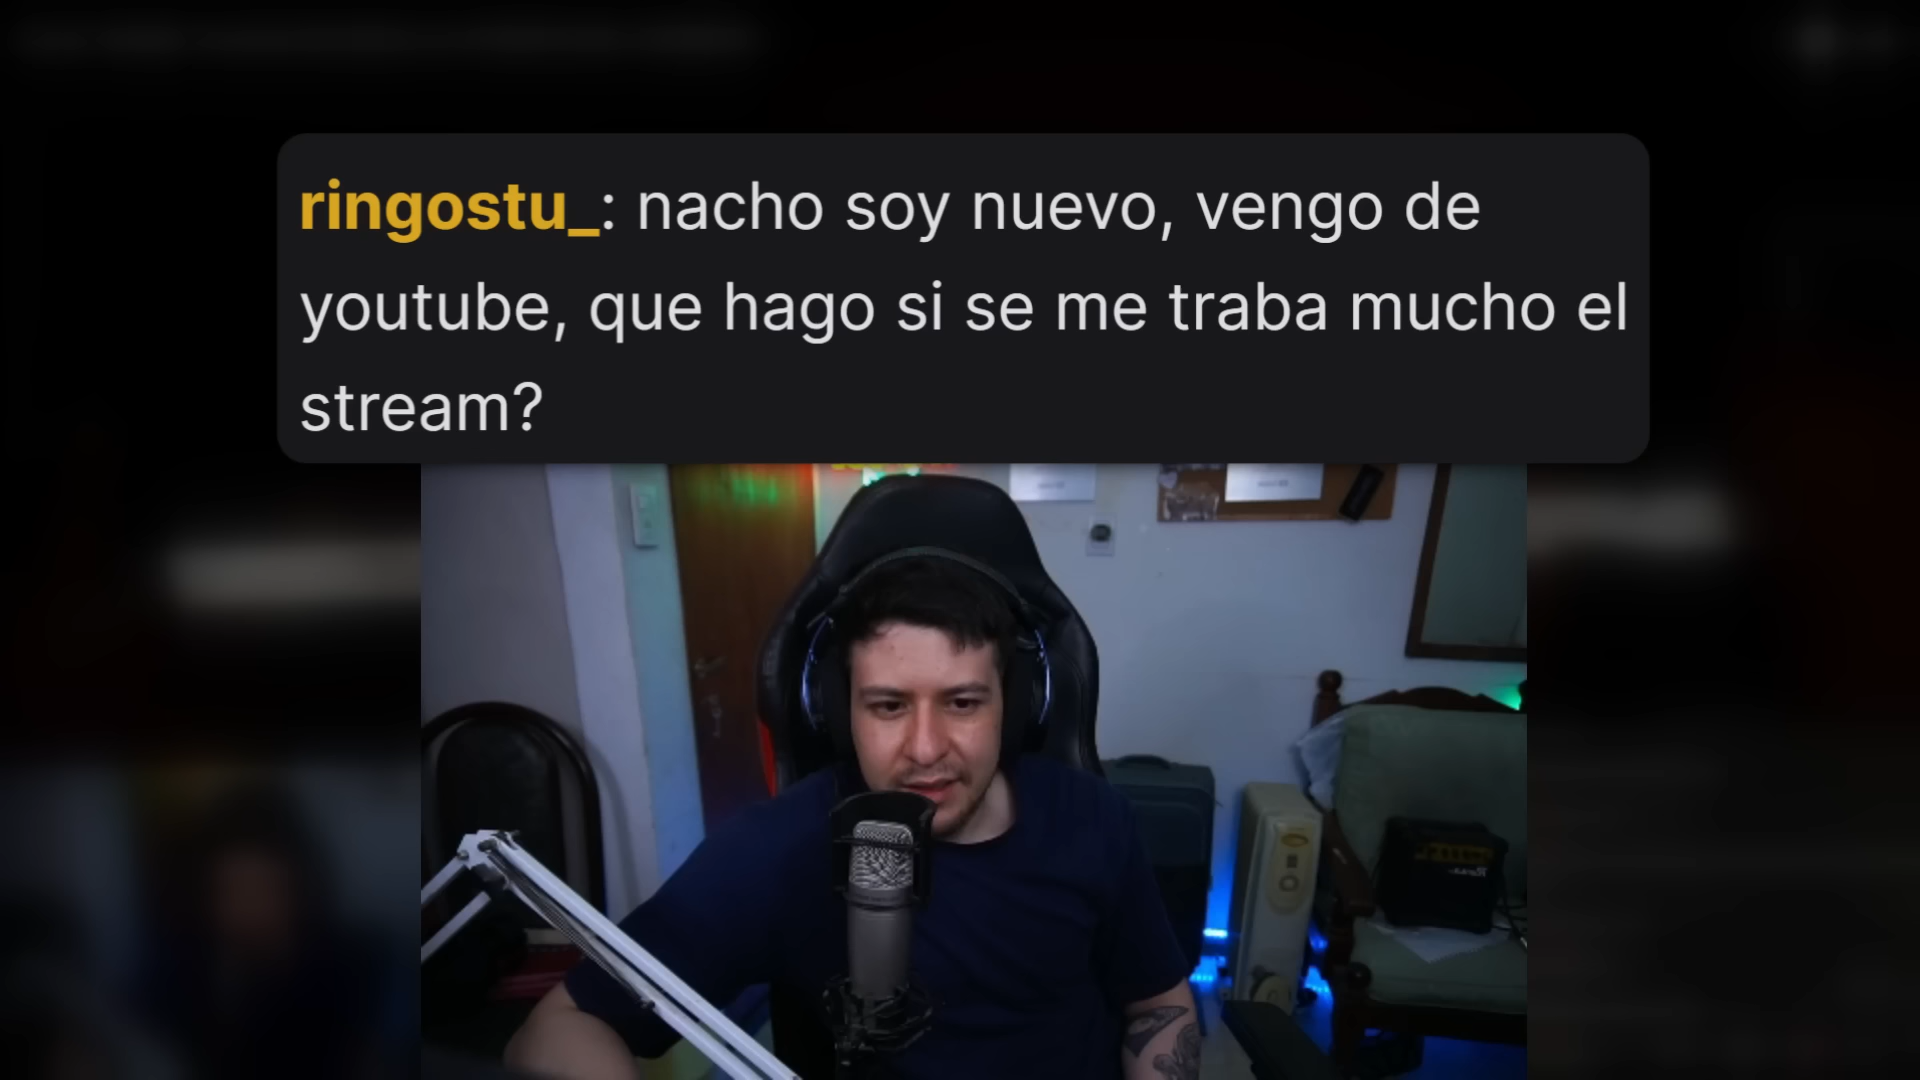 ringostu_: nacho soy nuevo, vengo de
youtube, que hago si se me traba mucho el
stream?